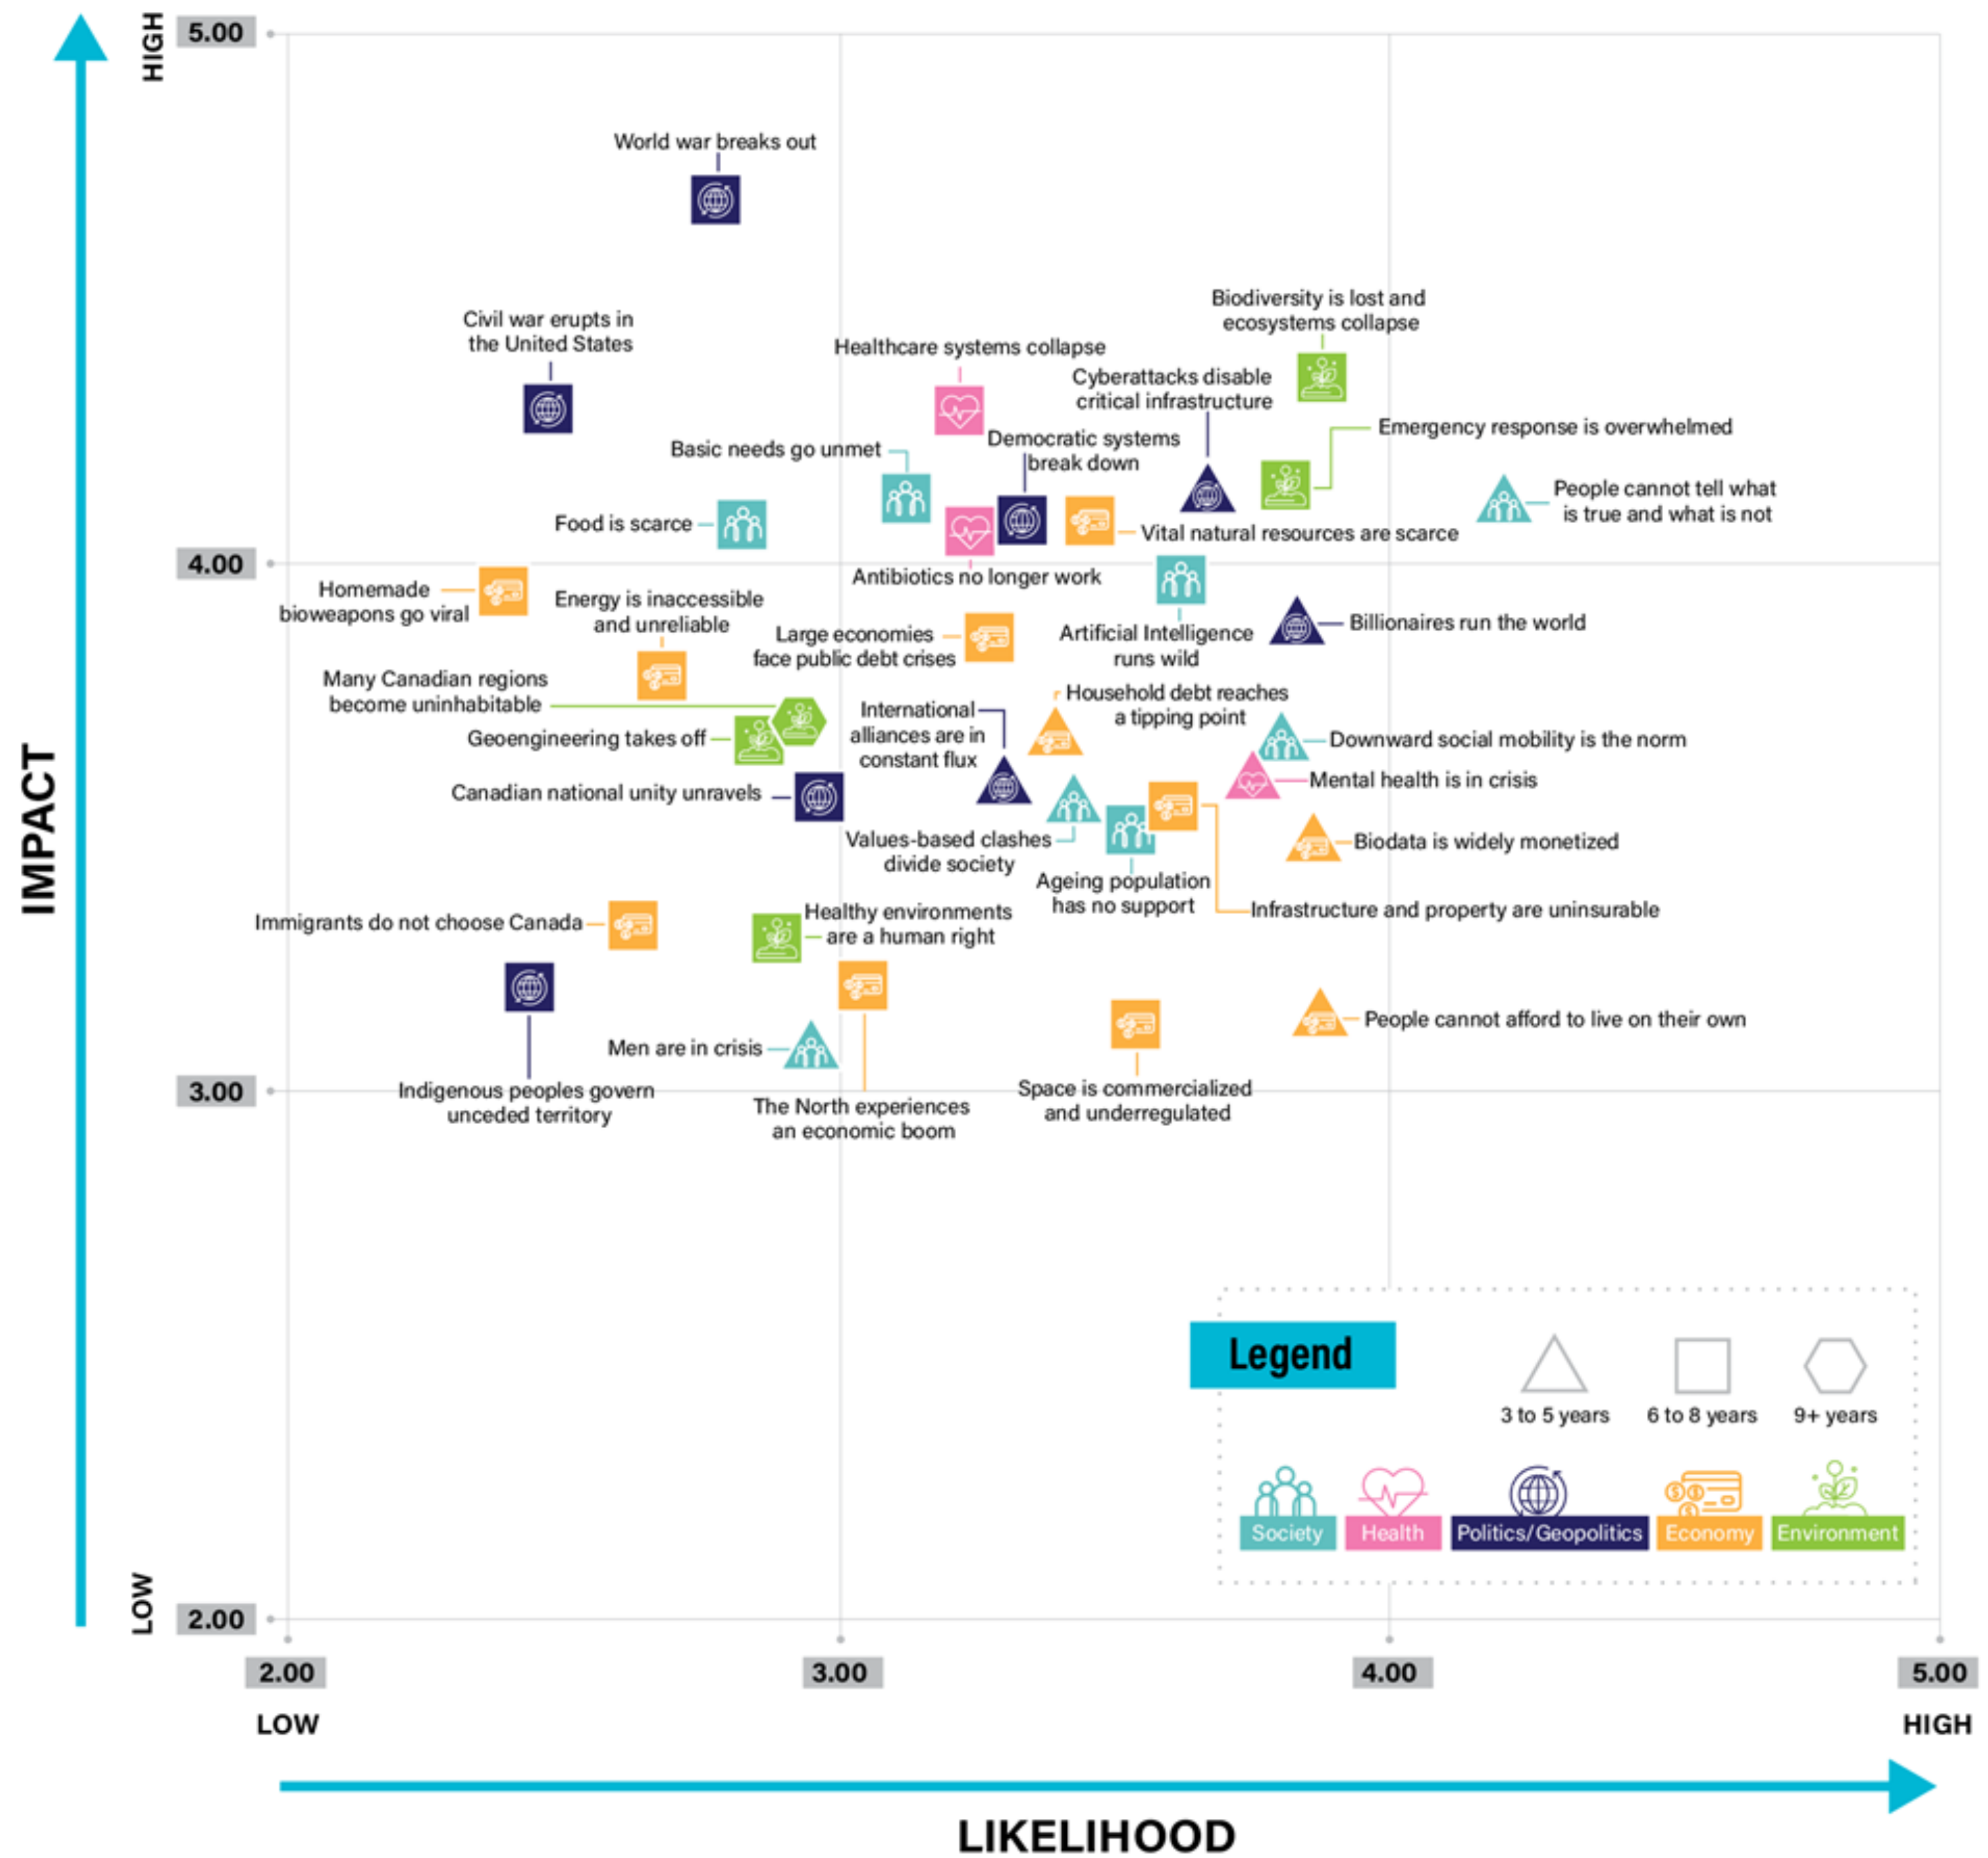 HIGH
5.00
World war breaks out
Biodiversity is lost and
ecosystems collapse
Civil war erupts in
the United States
Healthcare systems collapse
Cyberattacks disable
critical infrastructure
Emergency response is overwhelmed
Democratic systems
break down
Basic needs go unmet
People cannot tell what
is true and what is not
Food is scarce
Vital natural resources are scarce
4.00
Antibiotics no longer work
Homemade
bioweapons go viral
Energy is inaccessible
and unreliable
Large economies
face public debt crises
Artificial Intelligence
runs wild
Billionaires run the world
Many Canadian regions
become uninhabitable
Household debt reaches
a tipping point
International
alliances are in
constant flux
Geoengineering takes off
Downward social mobility is the norm
Mental health is in crisis
Canadian national unity unravels
Values-based clashes
divide society
Biodata is widely monetized
Ageing population
has no support
Infrastructure and property are uninsurable
IMPACT
Immigrants do not choose Canada
Healthy environments
are a human right
People cannot afford to live on their own
Men are in crisis
3.00
Indigenous peoples govern
unceded territory
The North experiences
an economic boom
Space is commercialized
and underregulated
Legend
3 to 5 years
6 to 8 years
9+ years
Society
Health
Politics/Geopolitics
Economy
Environment
LOW
2.00
2.00
3.00
4.00
5.00
LOW
HIGH
LIKELIHOOD